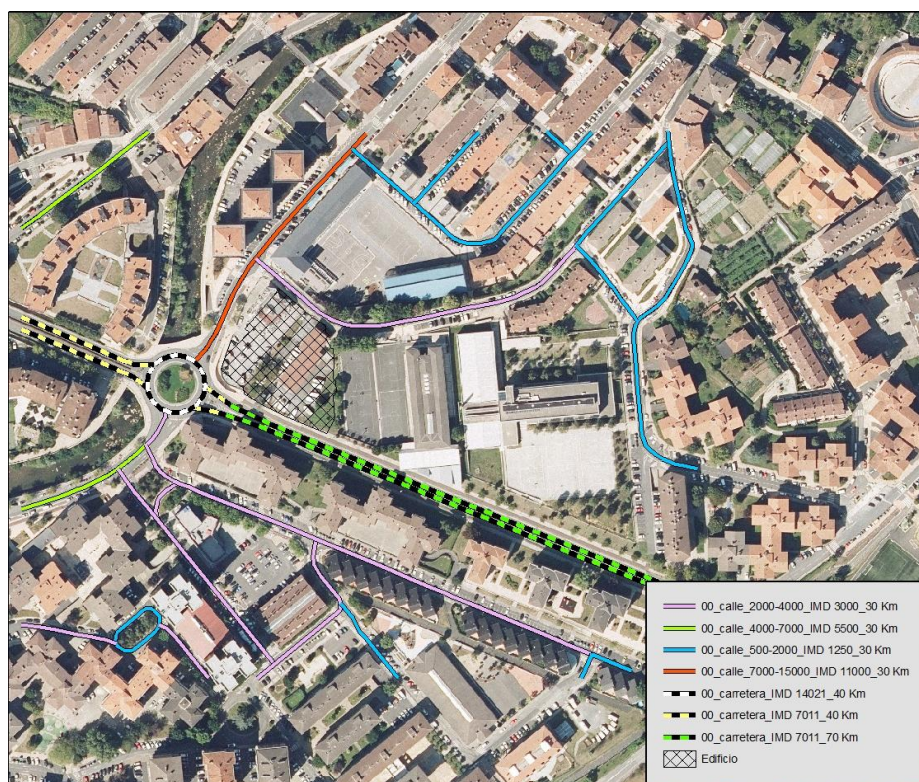 00_calle_2000-4000_IMD 3000_30 Km
00_calle_4000-7000_IMD 5500_30 Km
00_calle_500-2000_IMD 1250_30 Km
00_calle_7000-15000_IMD 11000_30 Km
00_carretera_IMD 14021_40 Km
00_carretera_IMD 7011_40 Km
00_carretera_IMD 7011_70 Km
Edificio